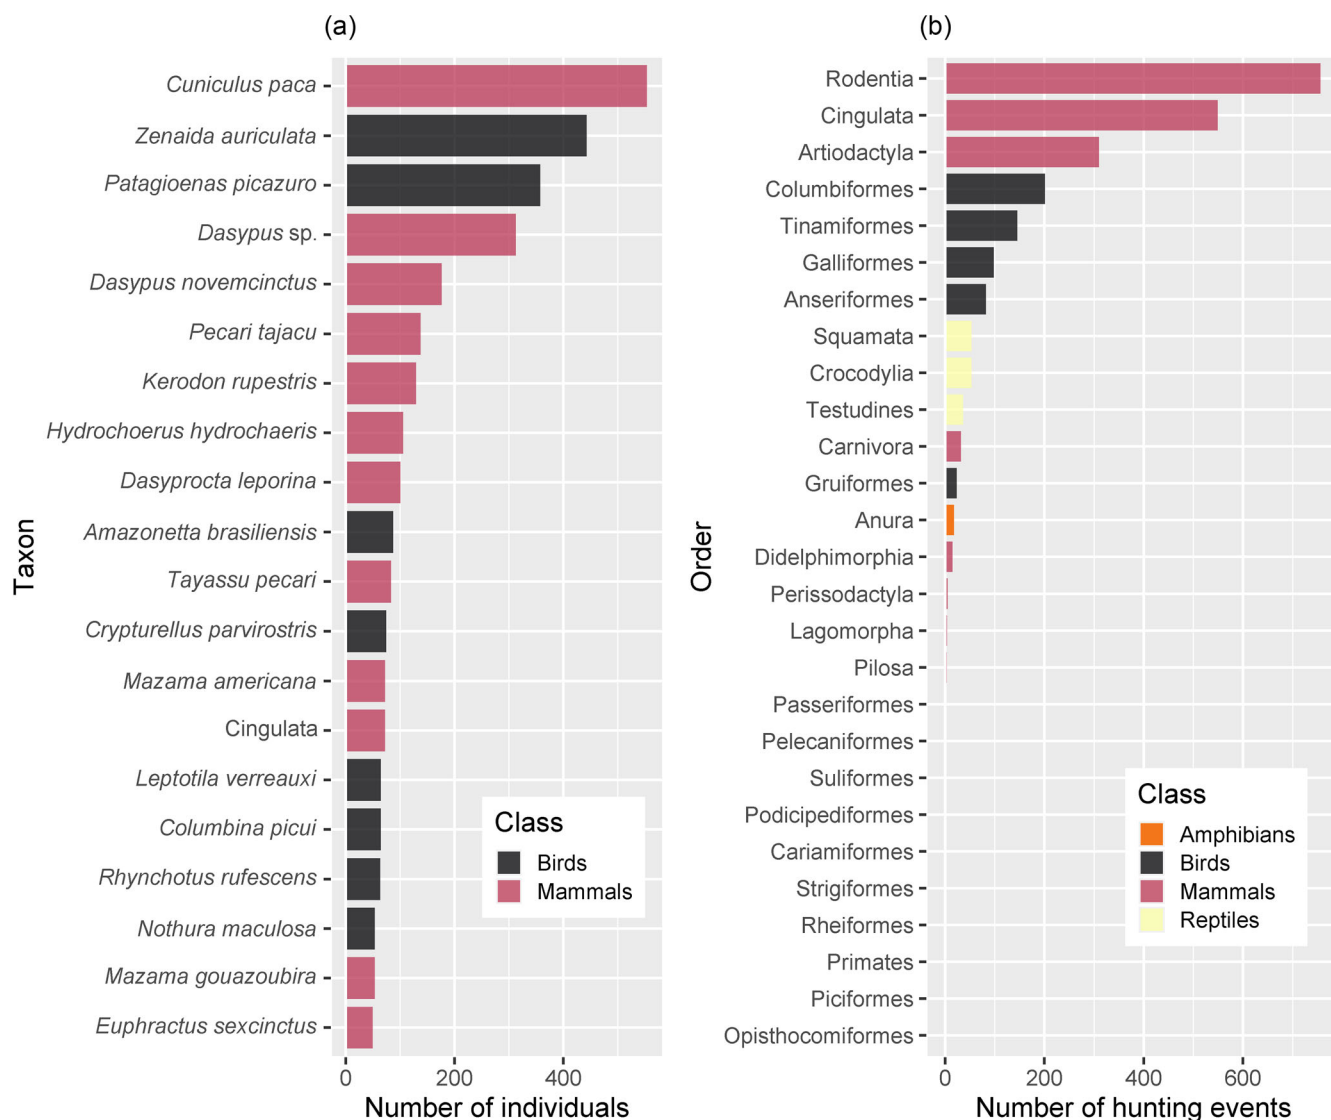 (a)
Taxon
Cuniculus paca
Zenaida auriculata
Patagioenas picazuro
Dasypus sp.
Dasypus novemcinctus
Pecari tajacu
Kerodon rupestris
Hydrochoerus hydrochaeris
Dasyprocta leporina
Amazonetta brasiliensis
Tayassu pecari
Crypturellus parvirostris
Mazama americana
Cingulata
Leptotila verreauxi
Columbina picui
Rhynchotus rufescens
Nothura maculosa
Mazama gouazoubira
Euphractus sexcinctus
Class
Birds
Mammals
0 200 400
Number of individuals
(b)
Order
Rodentia
Cingulata
Artiodactyla
Columbiformes
Tinamiformes
Galliformes
Anseriformes
Squamata
Crocodylia
Testudines
Carnivora
Gruiformes
Anura
Didelphimorphia
Perissodactyla
Lagomorpha
Pilosa
Passeriformes
Pelecaniformes
Suliformes
Podicipediformes
Cariamiformes
Strigiformes
Rheiformes
Primates
Piciformes
Opisthocomiformes
Class
Amphibians
Birds
Mammals
Reptiles
0 200 400 600
Number of hunting events